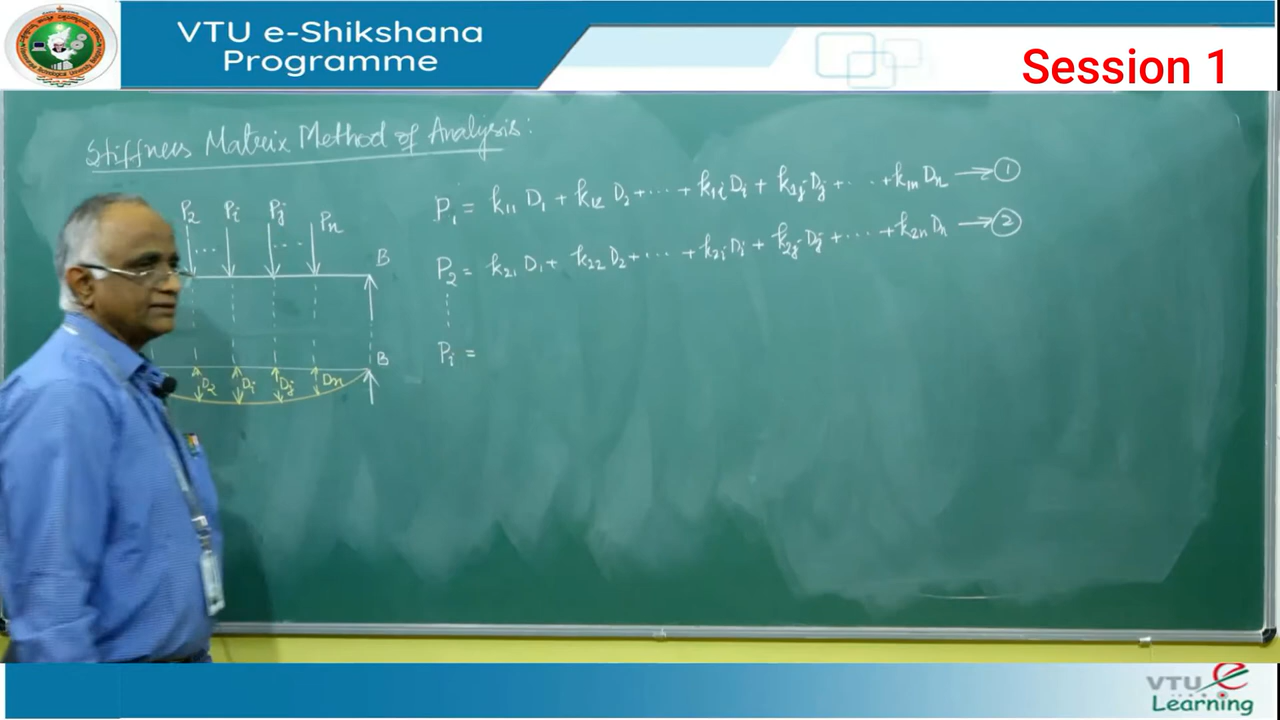 VTU e-Shikshana
Programme
Session 1
Stiffness Matrix Method of Analysis:
P2 Pi Pj Pn
... ....
B
B
D2 Di Dj Dn
P1 = k11 D1 + k12 D2 + ... + k1i Di + k1j Dj + ... + k1n Dn → 1
P2 = k21 D1 + k22 D2 + ... + k2i Di + k2j Dj + ... + k2n Dn → 2
Pi =
VTU e
Learning